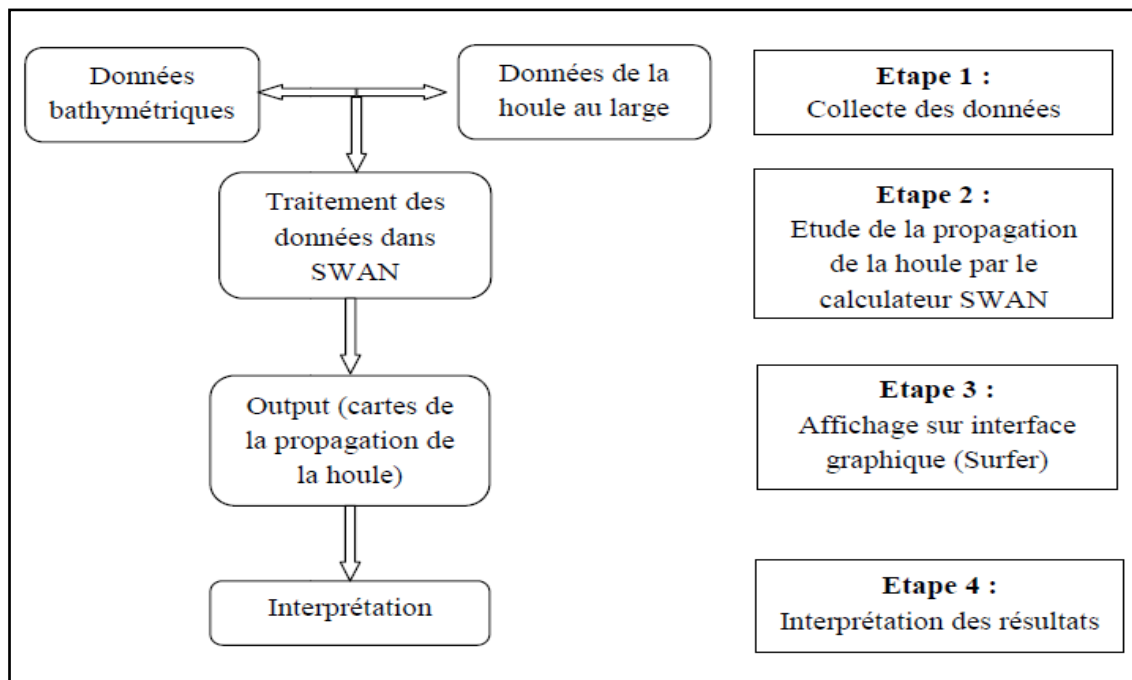 Données
bathymétriques
Données de la
houle au large
Etape 1 :
Collecte des données
Traitement des
données dans
SWAN
Etape 2 :
Etude de la propagation
de la houle par le
calculateur SWAN
Output (cartes de
la propagation de
la houle)
Etape 3 :
Affichage sur interface
graphique (Surfer)
Interprétation
Etape 4 :
Interprétation des résultats